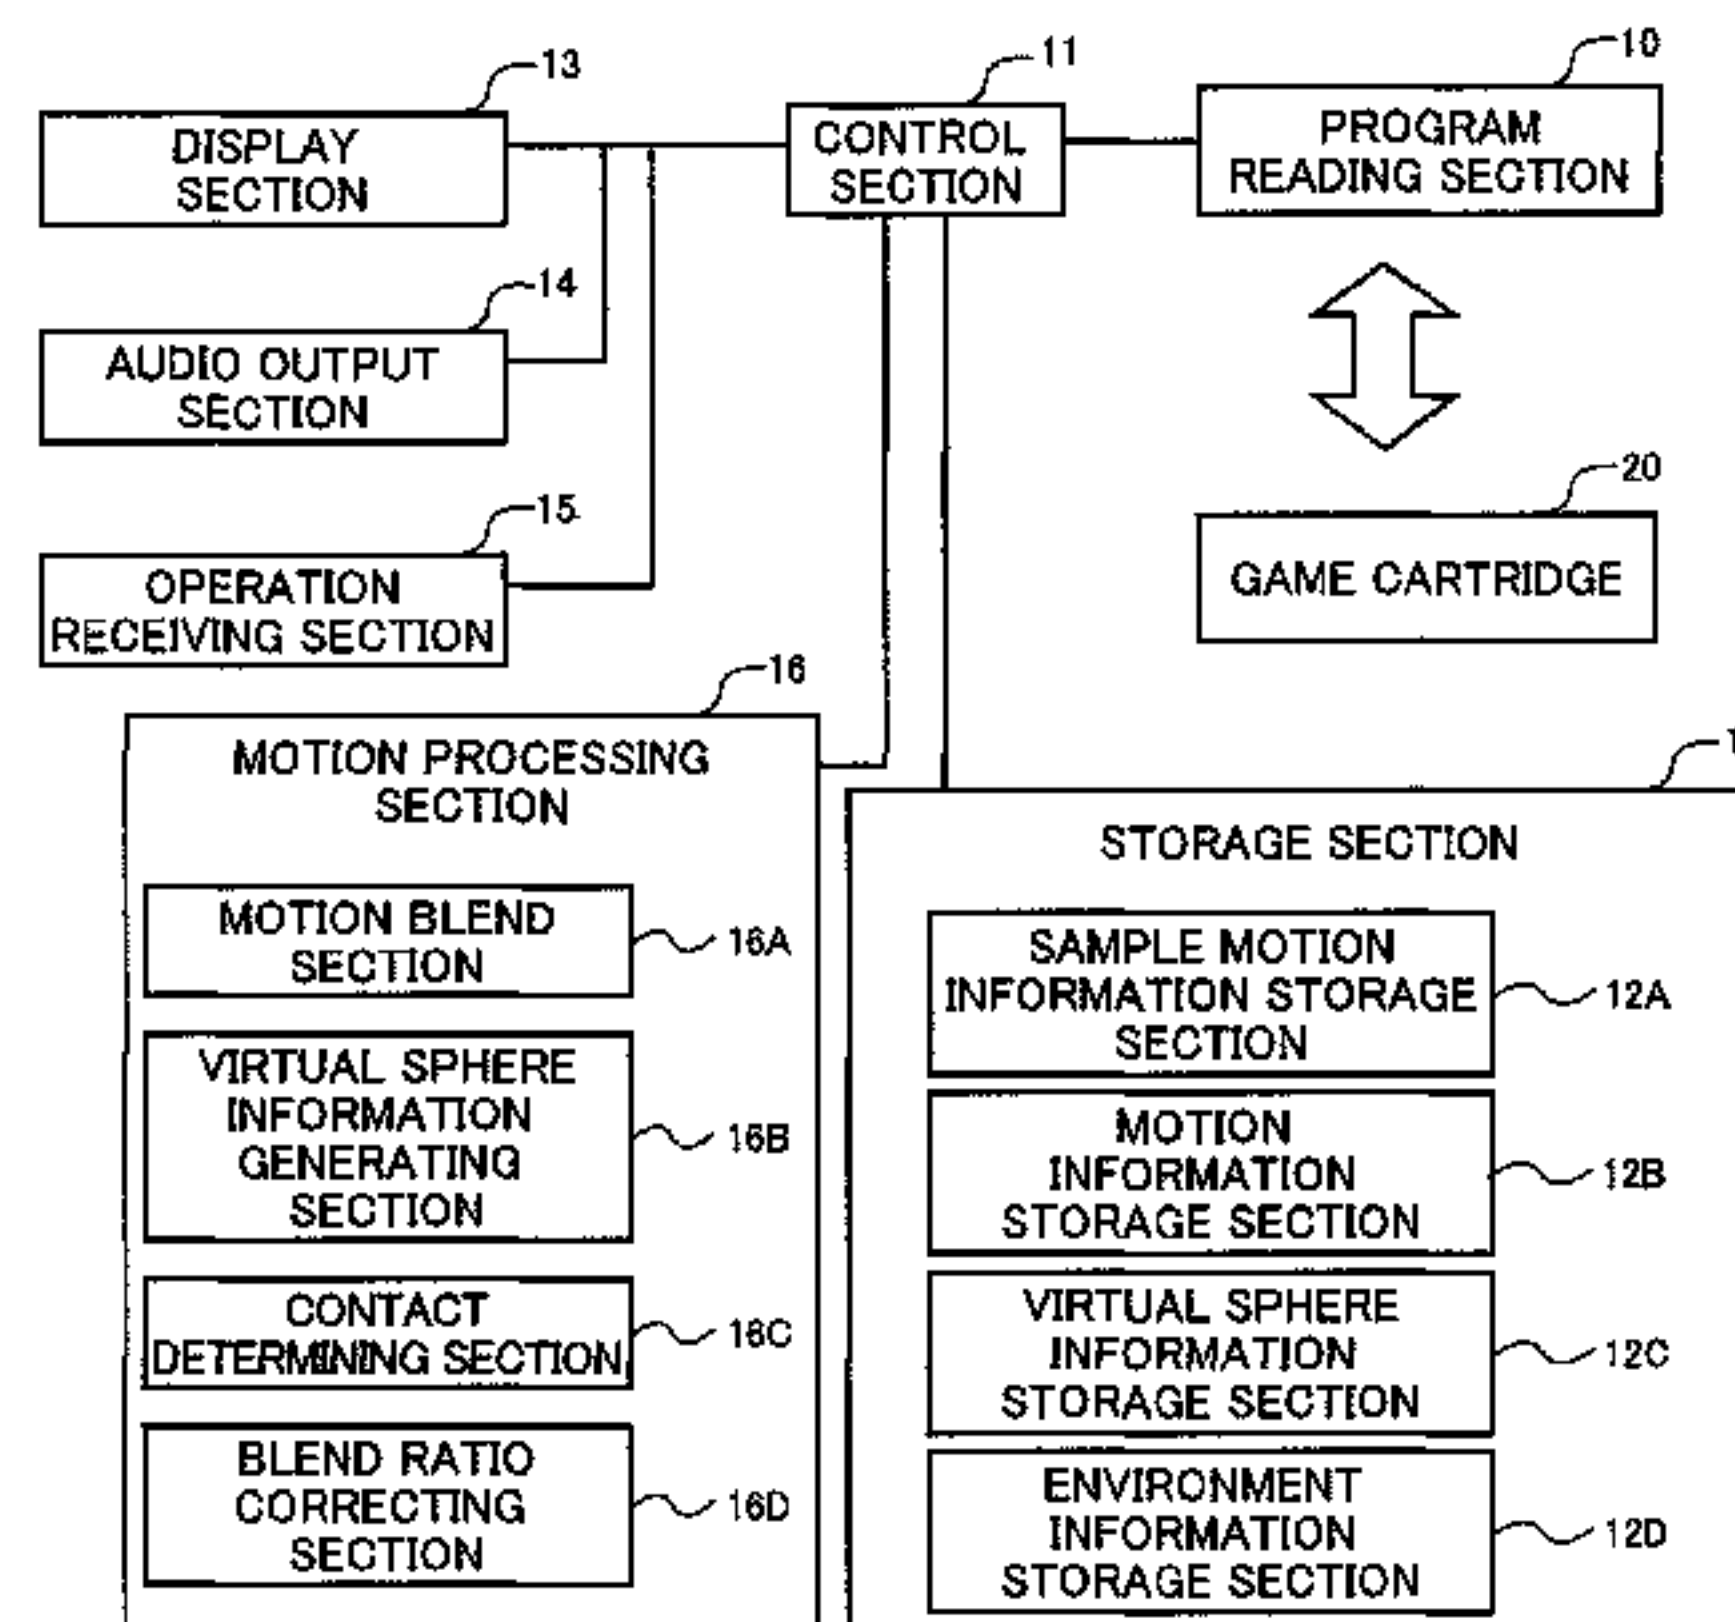 13
11
10
DISPLAY
SECTION
CONTROL
SECTION
PROGRAM
READING SECTION
14
AUDIO OUTPUT
SECTION
20
GAME CARTRIDGE
15
OPERATION
RECEIVING SECTION
16
MOTION PROCESSING
SECTION
MOTION BLEND
SECTION
16A
VIRTUAL SPHERE
INFORMATION
GENERATING
SECTION
16B
CONTACT
DETERMINING SECTION
16C
BLEND RATIO
CORRECTING
SECTION
16D
STORAGE SECTION
SAMPLE MOTION
INFORMATION STORAGE
SECTION
12A
MOTION
INFORMATION
STORAGE SECTION
12B
VIRTUAL SPHERE
INFORMATION
STORAGE SECTION
12C
ENVIRONMENT
INFORMATION
STORAGE SECTION
12D